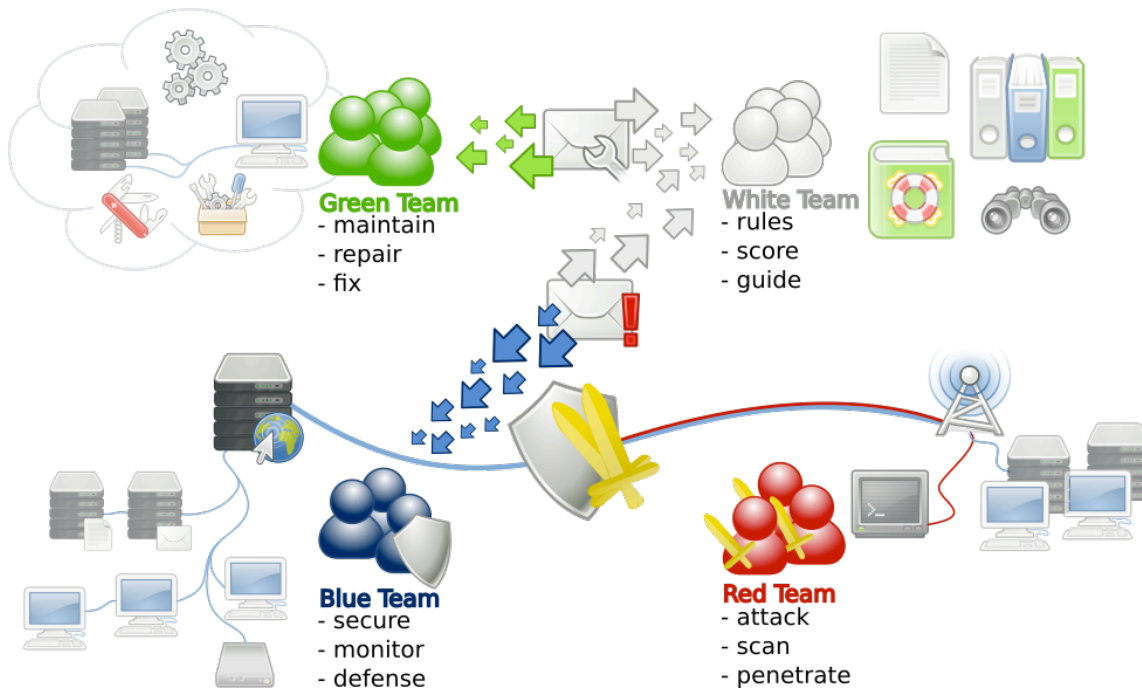 Green Team
- maintain
- repair
- fix
White Team
- rules
- score
- guide
Blue Team
- secure
- monitor
- defense
Red Team
- attack
- scan
- penetrate
>_